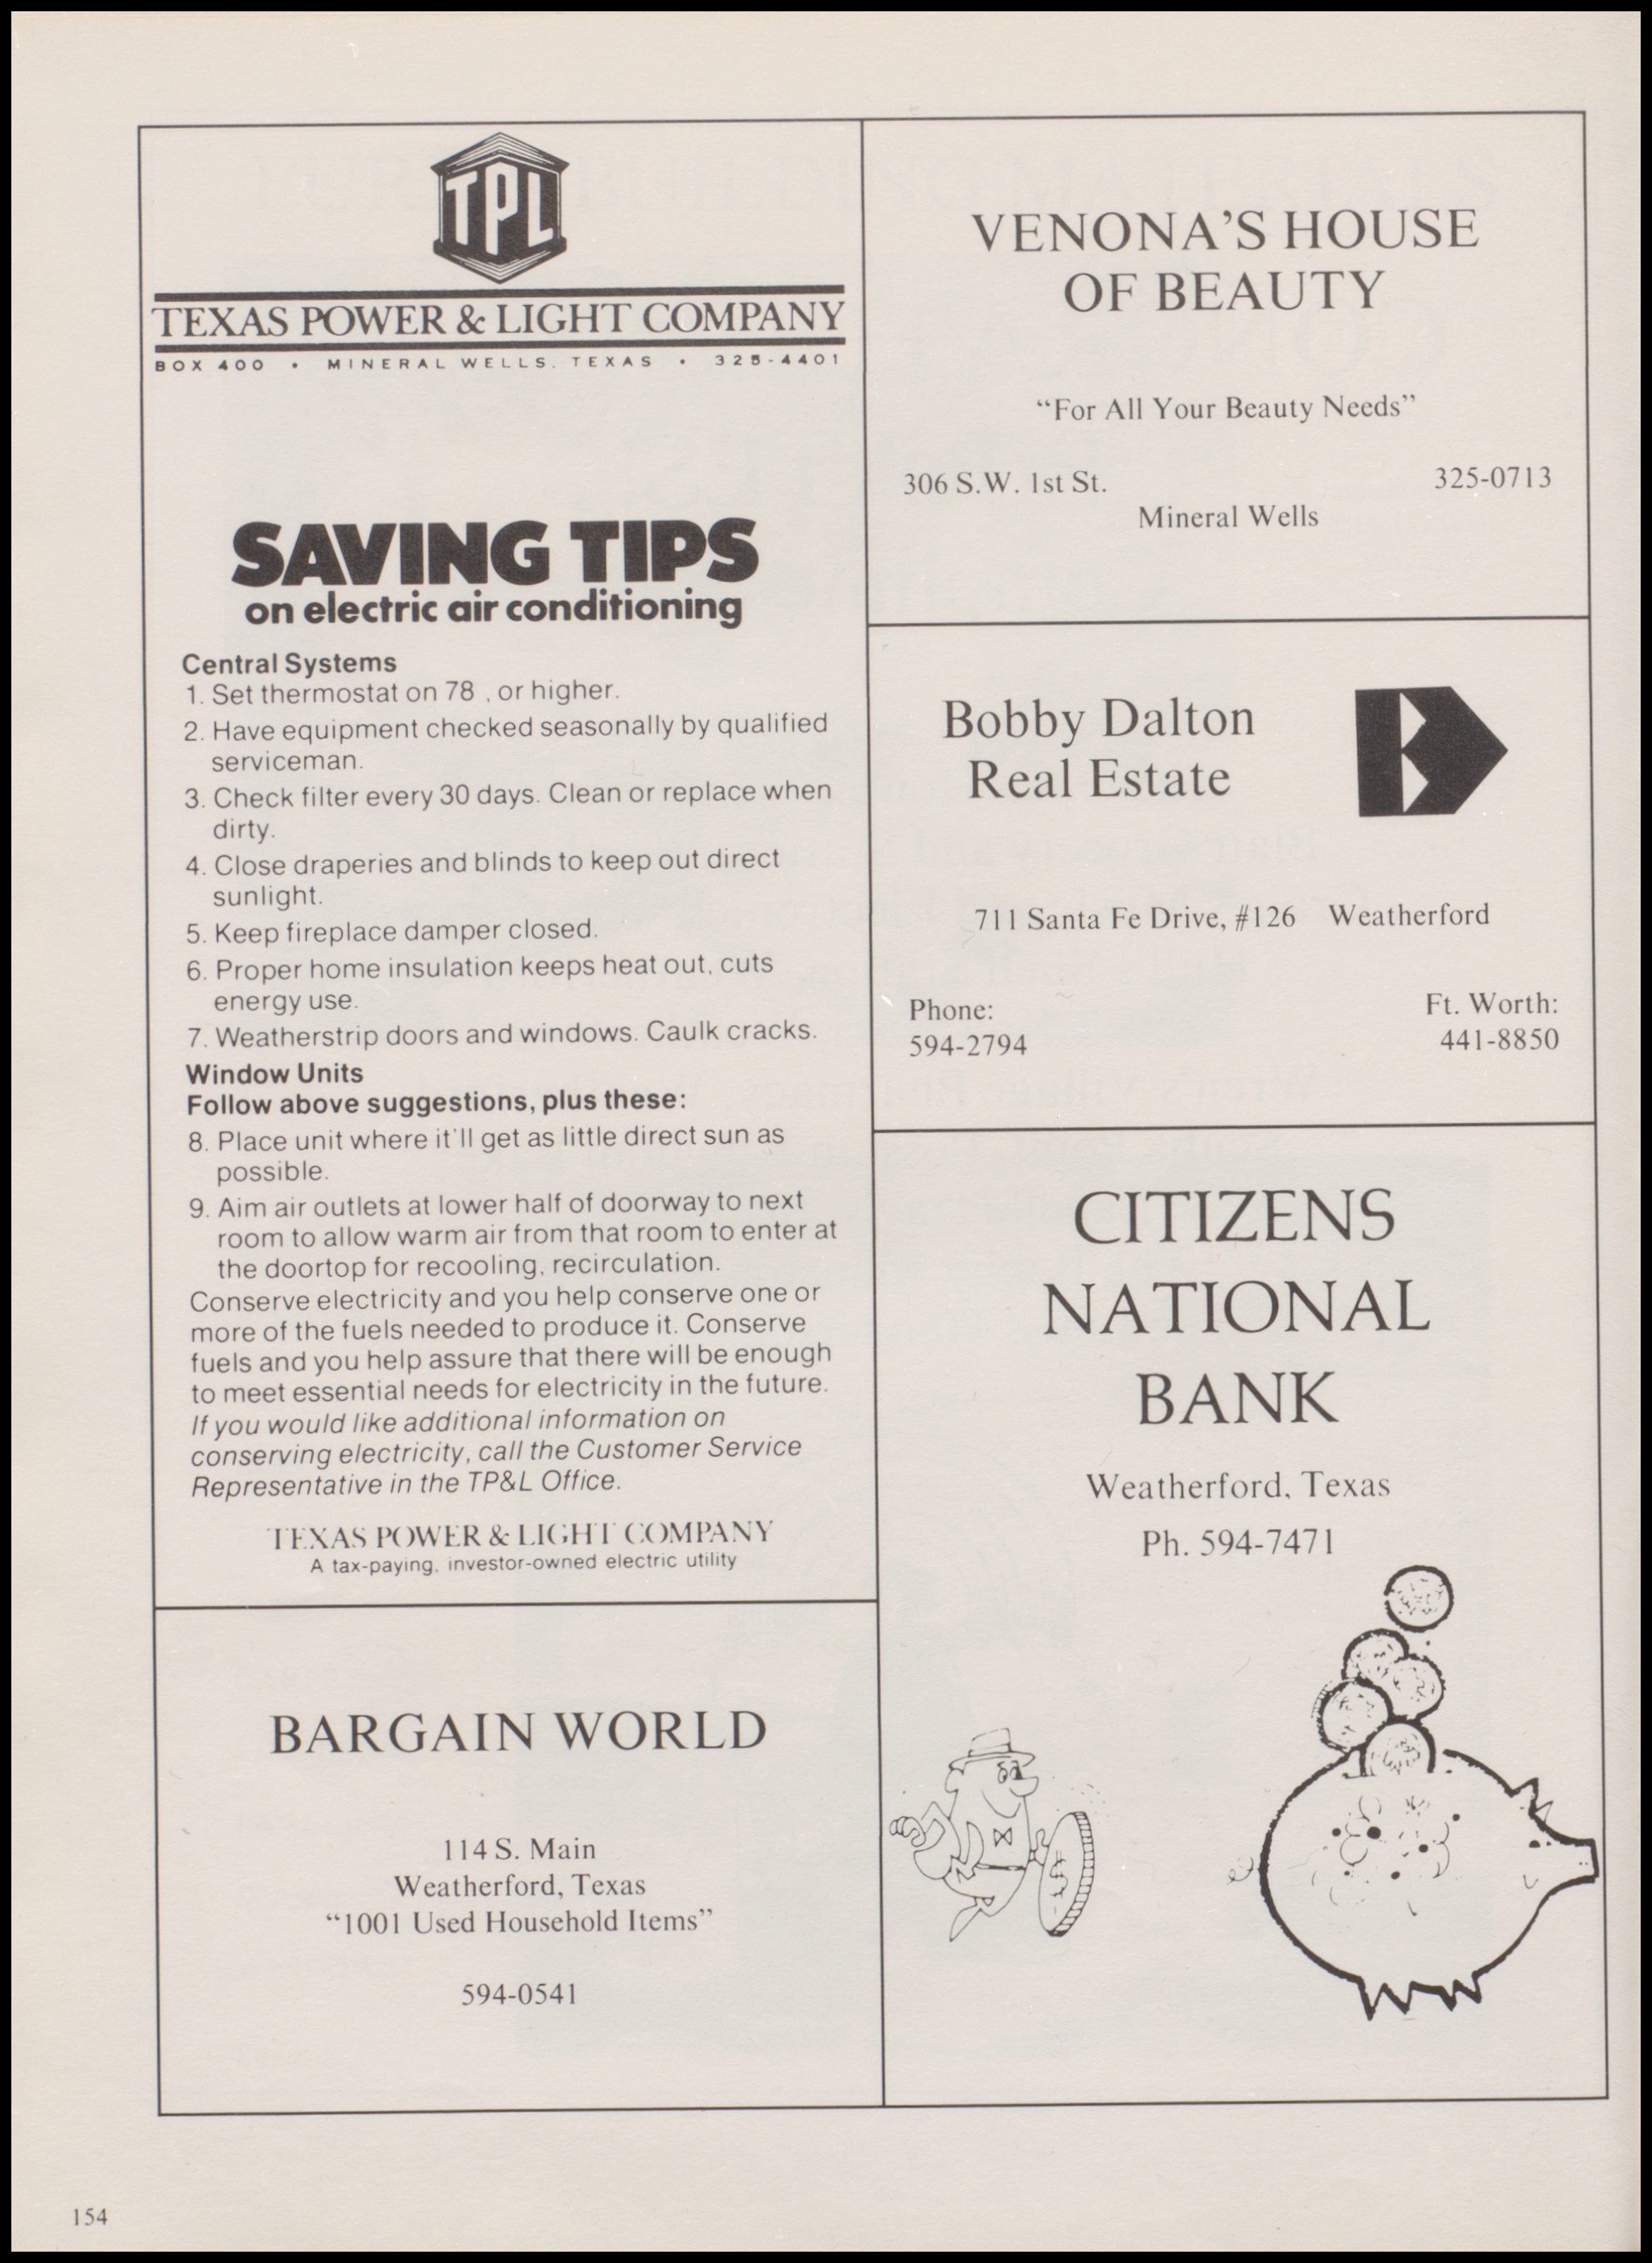 TPL
TEXAS POWER & LIGHT COMPANY
BOX 400 • MINERAL WELLS, TEXAS • 325-4401
SAVING TIPS
on electric air conditioning
Central Systems
1. Set thermostat on 78 , or higher.
2. Have equipment checked seasonally by qualified
serviceman.
3. Check filter every 30 days. Clean or replace when
dirty.
4. Close draperies and blinds to keep out direct
sunlight.
5. Keep fireplace damper closed.
6. Proper home insulation keeps heat out, cuts
energy use.
7. Weatherstrip doors and windows. Caulk cracks.
Window Units
Follow above suggestions, plus these:
8. Place unit where it'll get as little direct sun as
possible.
9. Aim air outlets at lower half of doorway to next
room to allow warm air from that room to enter at
the doortop for recooling, recirculation.
Conserve electricity and you help conserve one or
more of the fuels needed to produce it. Conserve
fuels and you help assure that there will be enough
to meet essential needs for electricity in the future.
If you would like additional information on
conserving electricity, call the Customer Service
Representative in the TP&L Office.
TEXAS POWER & LIGHT COMPANY
A tax-paying, investor-owned electric utility
BARGAIN WORLD
114 S. Main
Weatherford, Texas
“1001 Used Household Items”
594-0541
VENONA'S HOUSE
OF BEAUTY
“For All Your Beauty Needs”
306 S.W. 1st St. 325-0713
Mineral Wells
Bobby Dalton
Real Estate
711 Santa Fe Drive, #126 Weatherford
Phone: Ft. Worth:
594-2794 441-8850
CITIZENS
NATIONAL
BANK
Weatherford, Texas
Ph. 594-7471
$
154